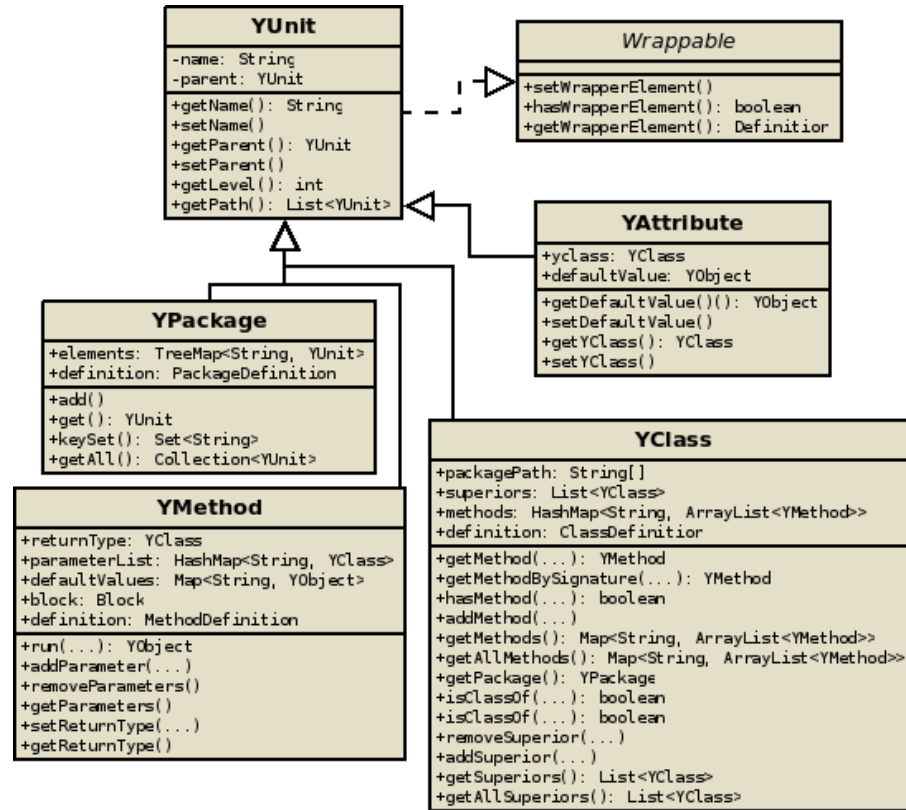 YUnit
-name: String
-parent: YUnit
+getName(): String
+setName()
+getParent(): YUnit
+setParent()
+getLevel(): int
+getPath(): List<YUnit>
Wrappable
+setWrapperElement()
+hasWrapperElement(): boolean
+getWrapperElement(): Definition
YAttribute
+yclass: YClass
+defaultValue: YObject
+getDefaultValue()(): YObject
+setDefaultValue()
+getYClass(): YClass
+setYClass()
YPackage
+elements: TreeMap<String, YUnit>
+definition: PackageDefinition
+add()
+get(): YUnit
+keySet(): Set<String>
+getAll(): Collection<YUnit>
YClass
+packagePath: String[]
+superiors: List<YClass>
+methods: HashMap<String, ArrayList<YMethod>>
+definition: ClassDefinition
+getMethod(...): YMethod
+getMethodBySignature(...): YMethod
+hasMethod(...): boolean
+addMethod(...)
+getMethods(): Map<String, ArrayList<YMethod>>
+getAllMethods(): Map<String, ArrayList<YMethod>>
+getPackage(): YPackage
+isClassOf(...): boolean
+isClassOf(...): boolean
+removeSuperior(...)
+addSuperior(...)
+getSuperiors(): List<YClass>
+getAllSuperiors(): List<YClass>
YMethod
+returnType: YClass
+parameterList: HashMap<String, YClass>
+defaultValues: Map<String, YObject>
+block: Block
+definition: MethodDefinition
+run(...): YObject
+addParameter(...)
+removeParameters()
+getParameters()
+setReturnType(...)
+getReturnType()